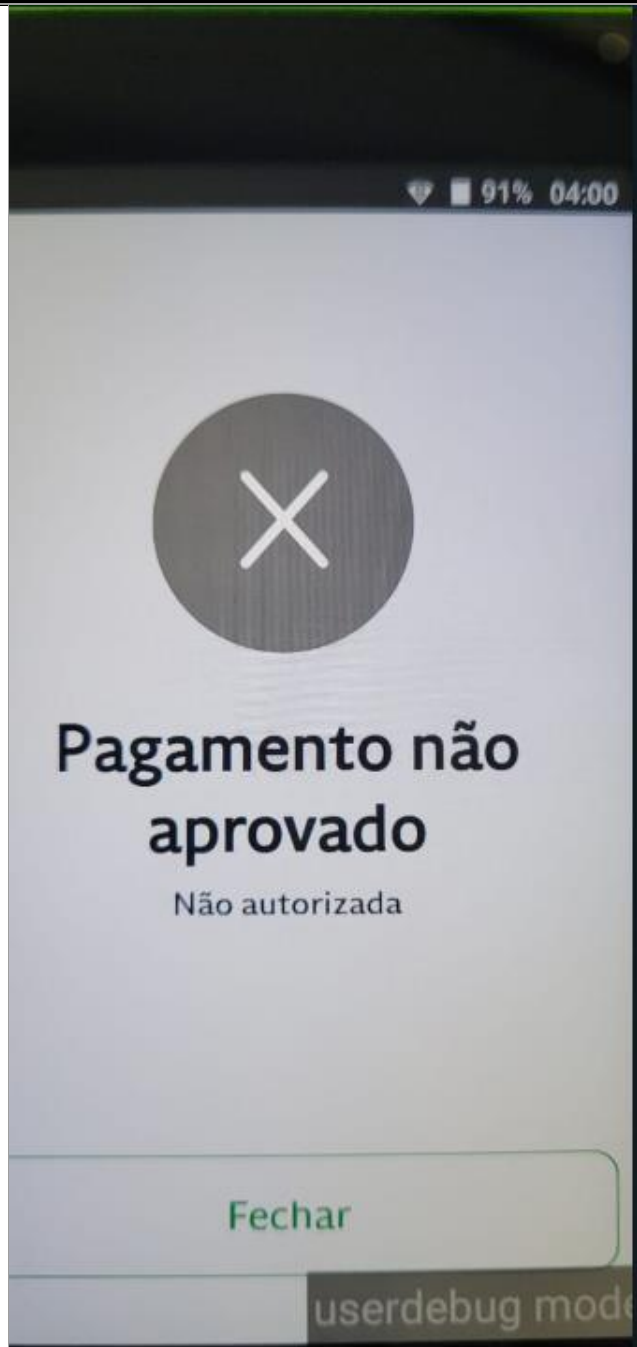 91% 04:00
Pagamento não
aprovado
Não autorizada
Fechar
userdebug mode